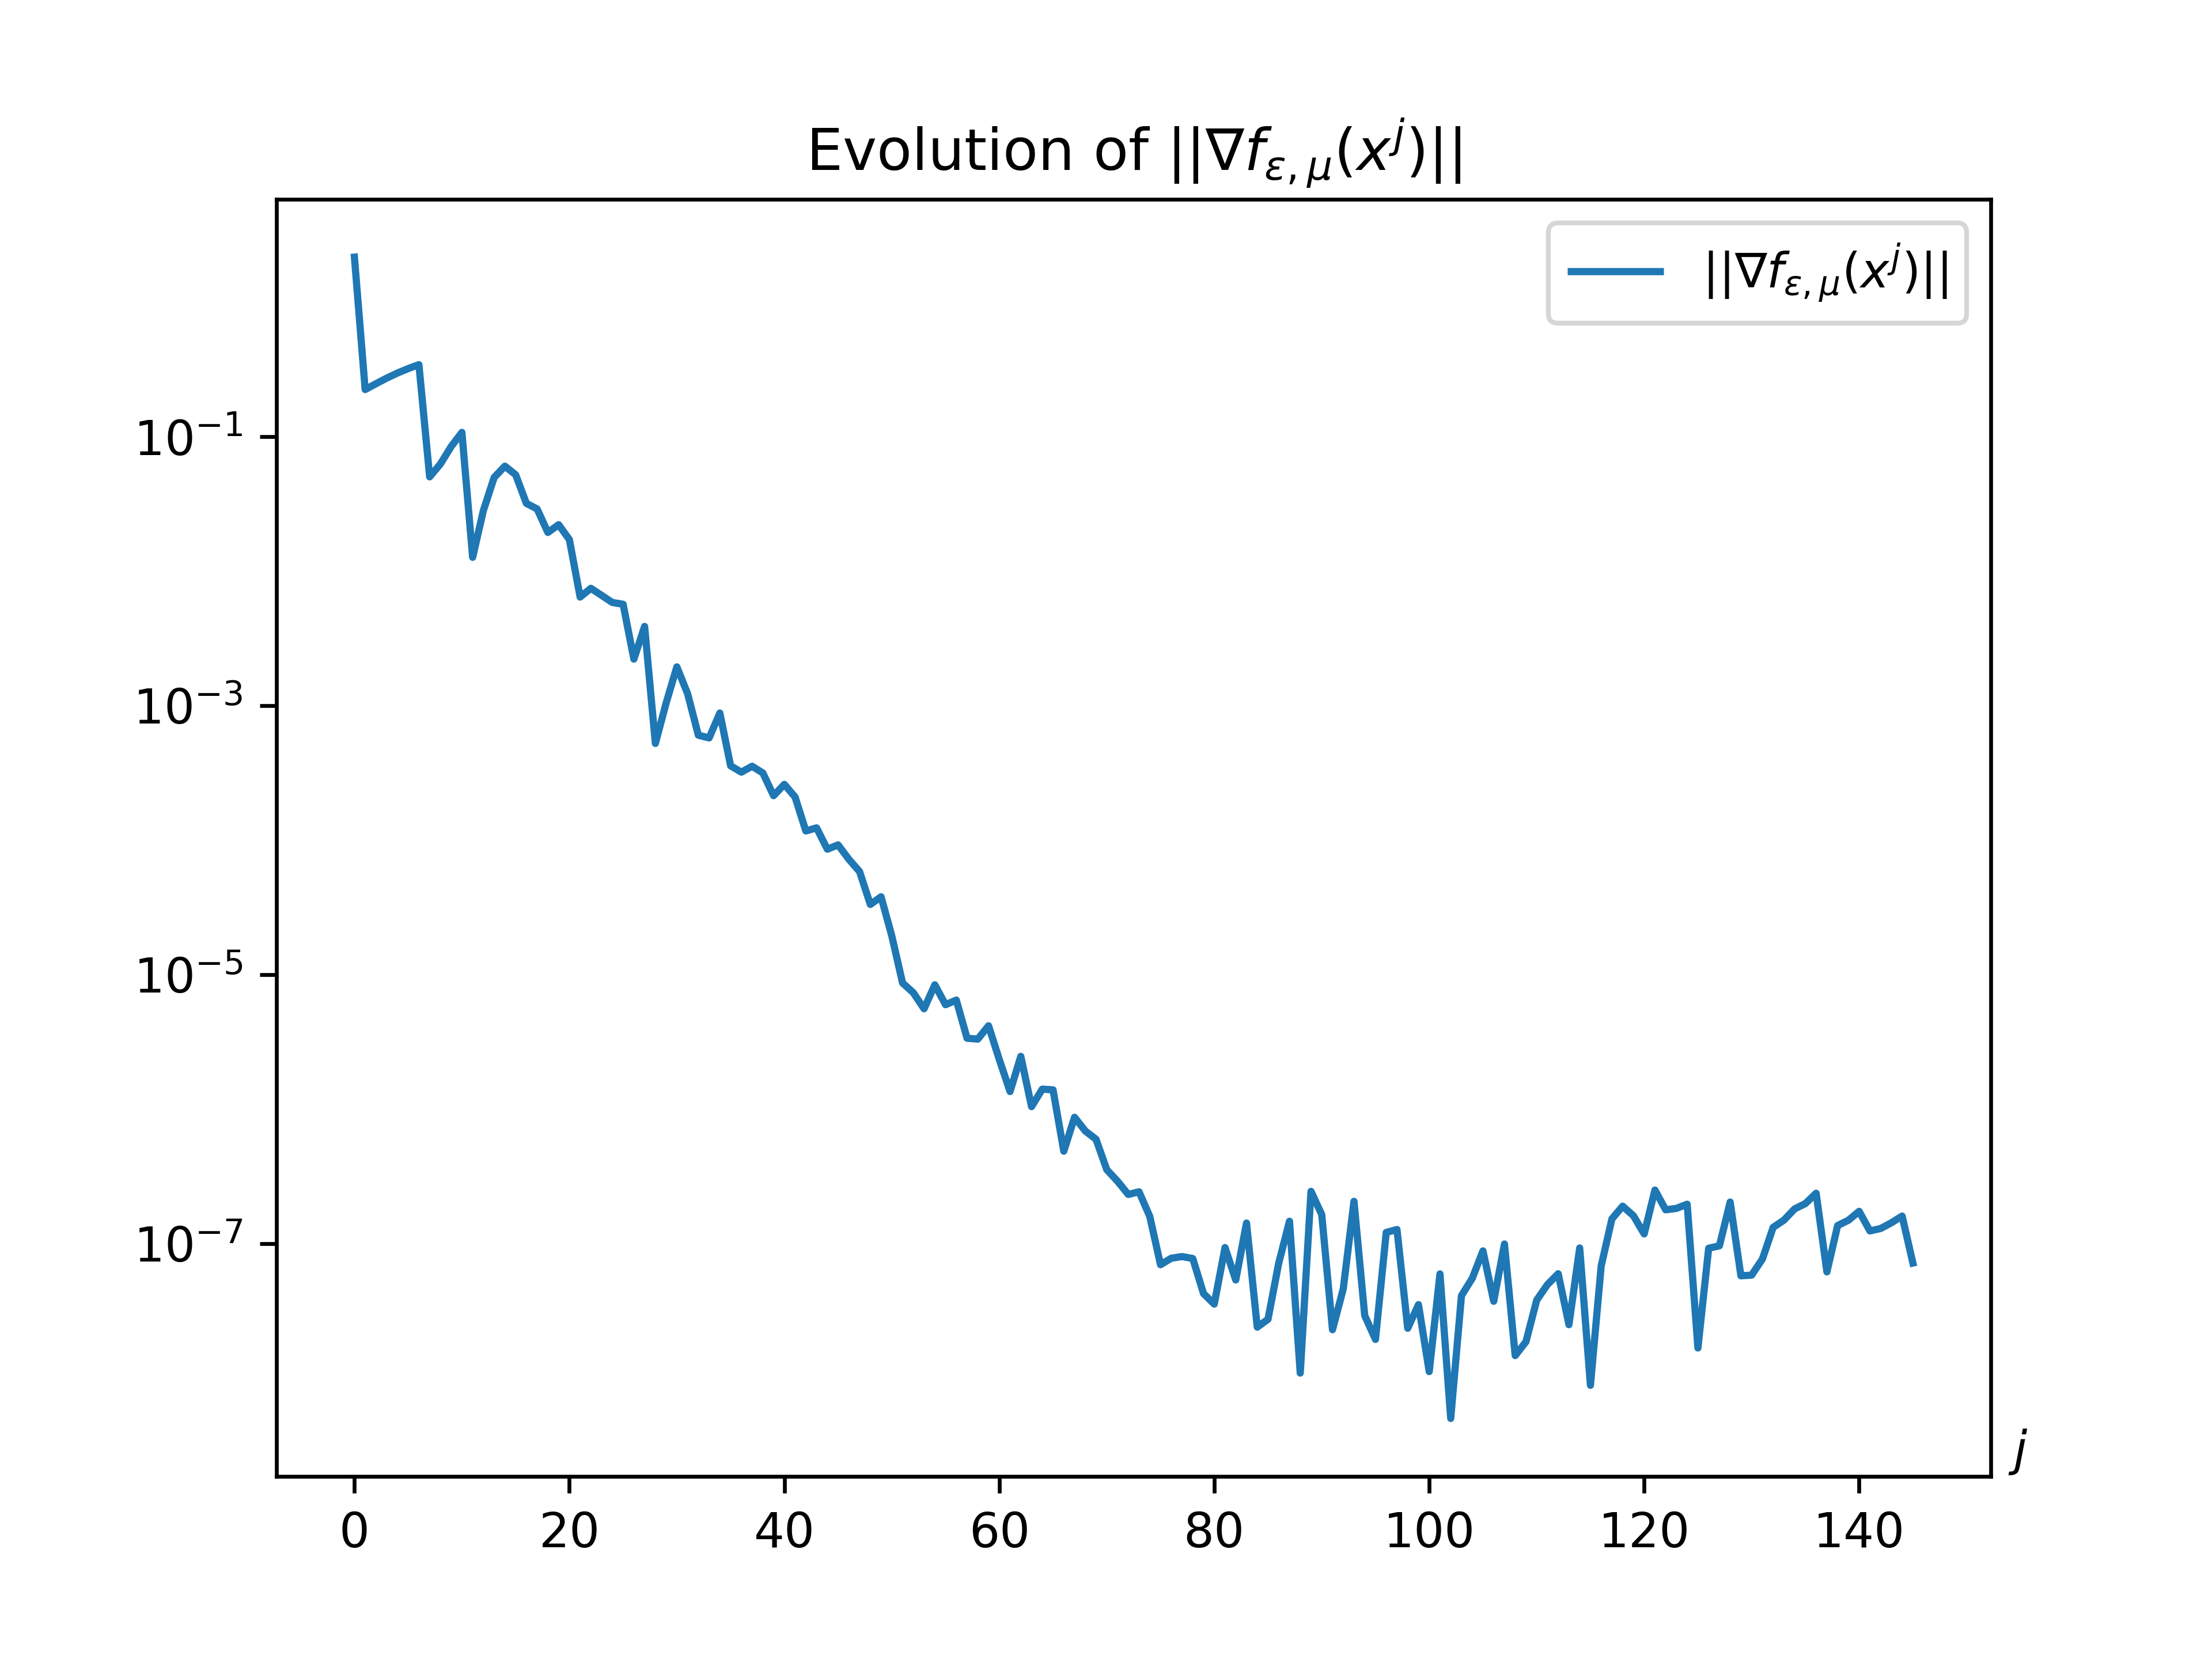 Evolution of ||∇f_{ε,μ}(x^j)||
||∇f_{ε,μ}(x^j)||
10^{-1}
10^{-3}
10^{-5}
10^{-7}
j
0 20 40 60 80 100 120 140